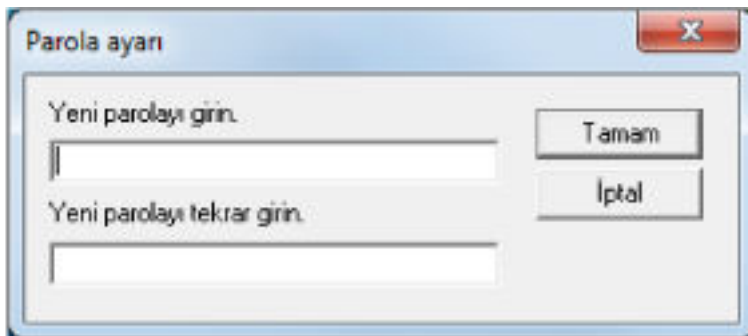 Parola ayarı
Yeni parolayı girin.
Tamam
İptal
Yeni parolayı tekrar girin.